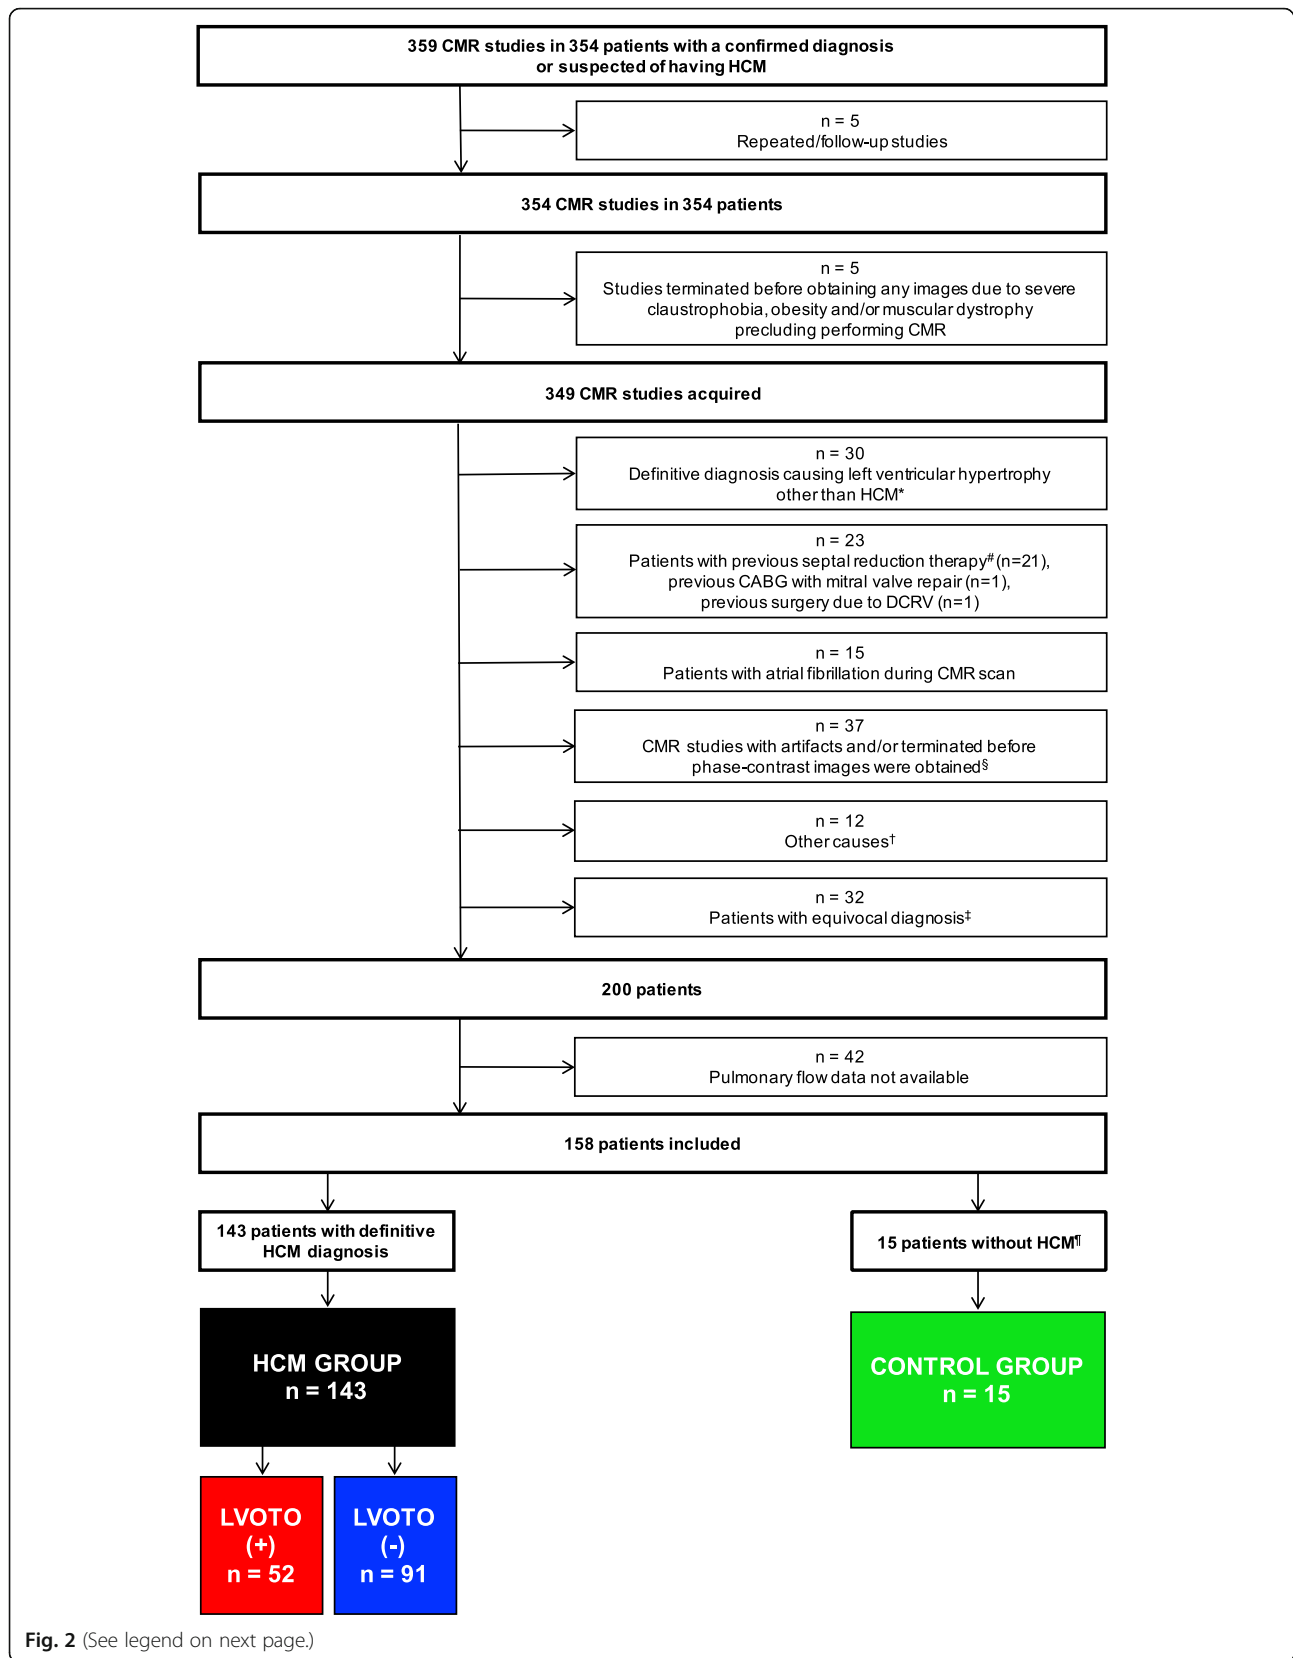 359 CMR studies in 354 patients with a confirmed diagnosis
or suspected of having HCM
n = 5
Repeated/follow-up studies
354 CMR studies in 354 patients
n = 5
Studies terminated before obtaining any images due to severe
claustrophobia, obesity and/or muscular dystrophy
precluding performing CMR
349 CMR studies acquired
n = 30
Definitive diagnosis causing left ventricular hypertrophy
other than HCM*
n = 23
Patients with previous septal reduction therapy# (n=21),
previous CABG with mitral valve repair (n=1),
previous surgery due to DCRV (n=1)
n = 15
Patients with atrial fibrillation during CMR scan
n = 37
CMR studies with artifacts and/or terminated before
phase-contrast images were obtained§
n = 12
Other causes†
n = 32
Patients with equivocal diagnosis‡
200 patients
n = 42
Pulmonary flow data not available
158 patients included
143 patients with definitive
HCM diagnosis
15 patients without HCM¶
HCM GROUP
n = 143
CONTROL GROUP
n = 15
LVOTO
(+)
n = 52
LVOTO
(-)
n = 91
Fig. 2 (See legend on next page.)